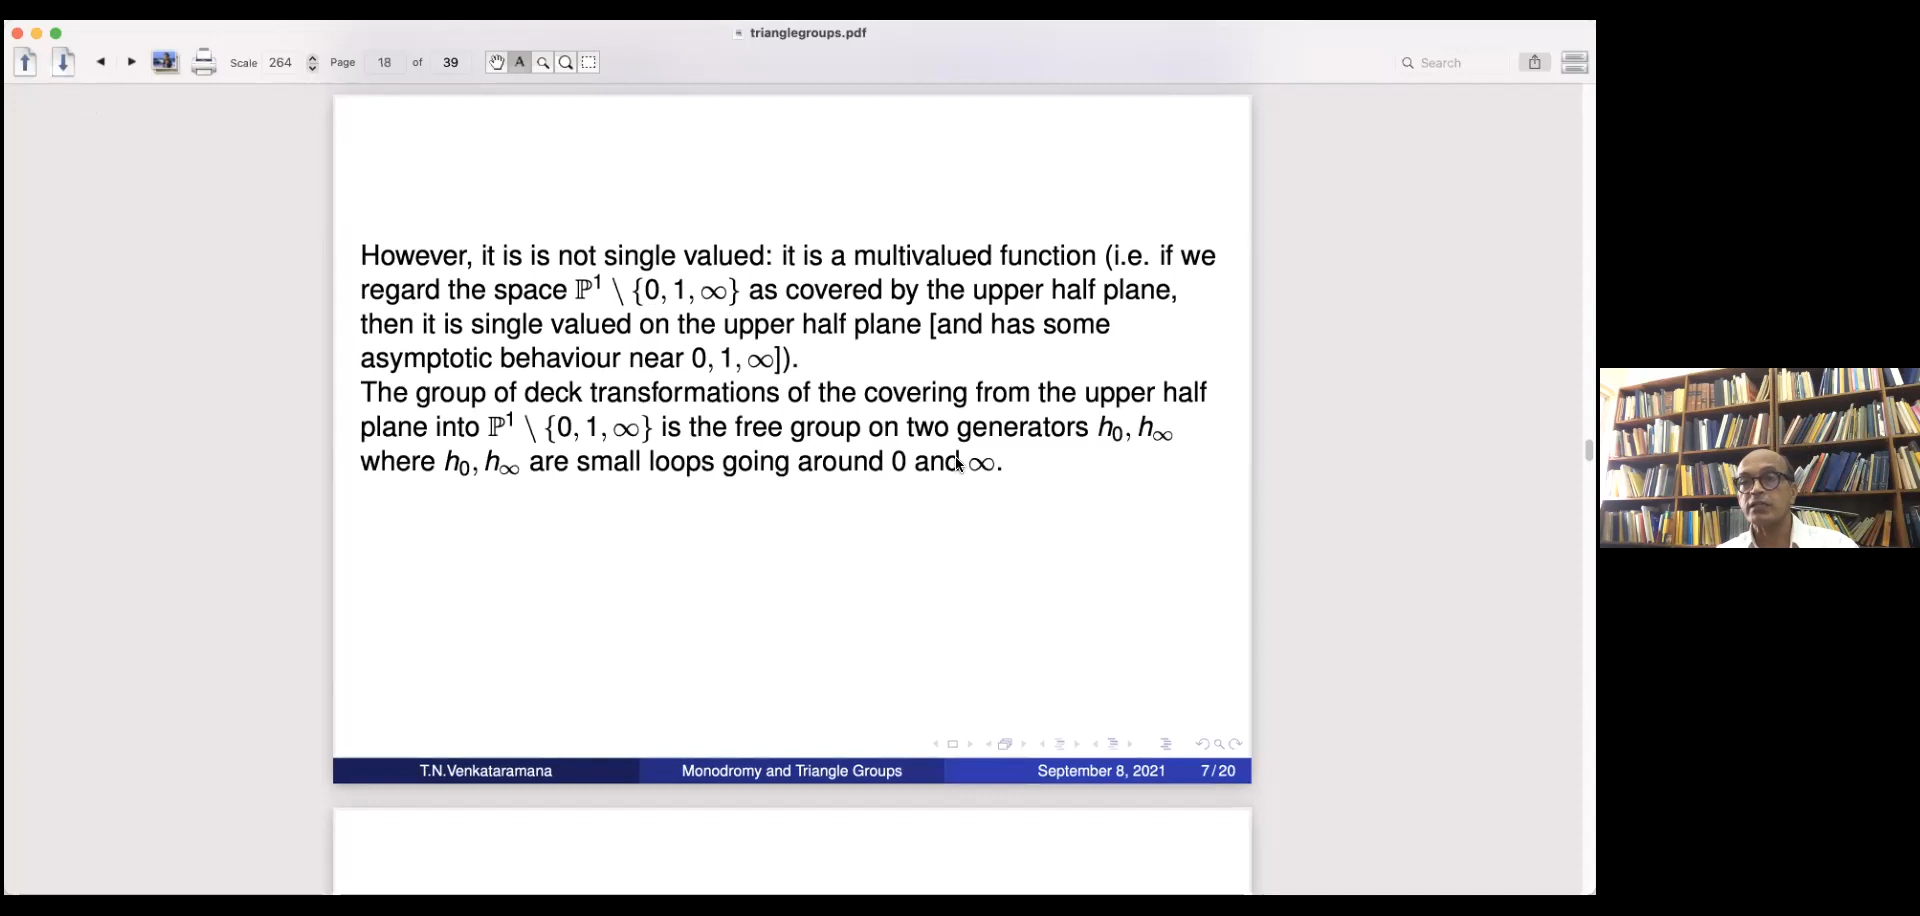 trianglegroups.pdf
Scale 264 Page 18 of 39 A Search
However, it is is not single valued: it is a multivalued function (i.e. if we
regard the space ℙ¹ \ {0, 1, ∞} as covered by the upper half plane,
then it is single valued on the upper half plane [and has some
asymptotic behaviour near 0, 1, ∞]).
The group of deck transformations of the covering from the upper half
plane into ℙ¹ \ {0, 1, ∞} is the free group on two generators h₀, h∞
where h₀, h∞ are small loops going around 0 and ∞.
T.N.Venkataramana Monodromy and Triangle Groups September 8, 2021 7/20